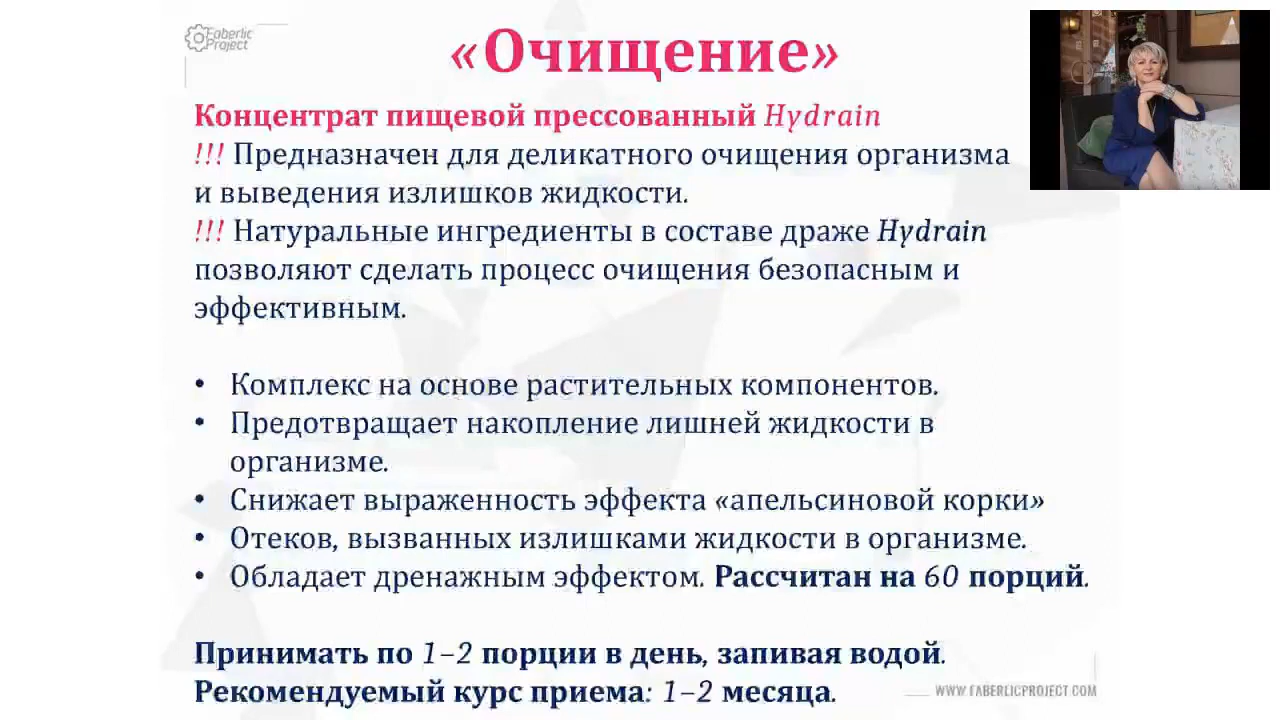 Faberlic
Project
«Очищение»
Концентрат пищевой прессованный Hydrain
!!! Предназначен для деликатного очищения организма
и выведения излишков жидкости.
!!! Натуральные ингредиенты в составе драже Hydrain
позволяют сделать процесс очищения безопасным и
эффективным.
• Комплекс на основе растительных компонентов.
• Предотвращает накопление лишней жидкости в
организме.
• Снижает выраженность эффекта «апельсиновой корки»
• Отеков, вызванных излишками жидкости в организме.
• Обладает дренажным эффектом. Рассчитан на 60 порций.
Принимать по 1–2 порции в день, запивая водой.
Рекомендуемый курс приема: 1–2 месяца.
WWW.FABERLICPROJECT.COM